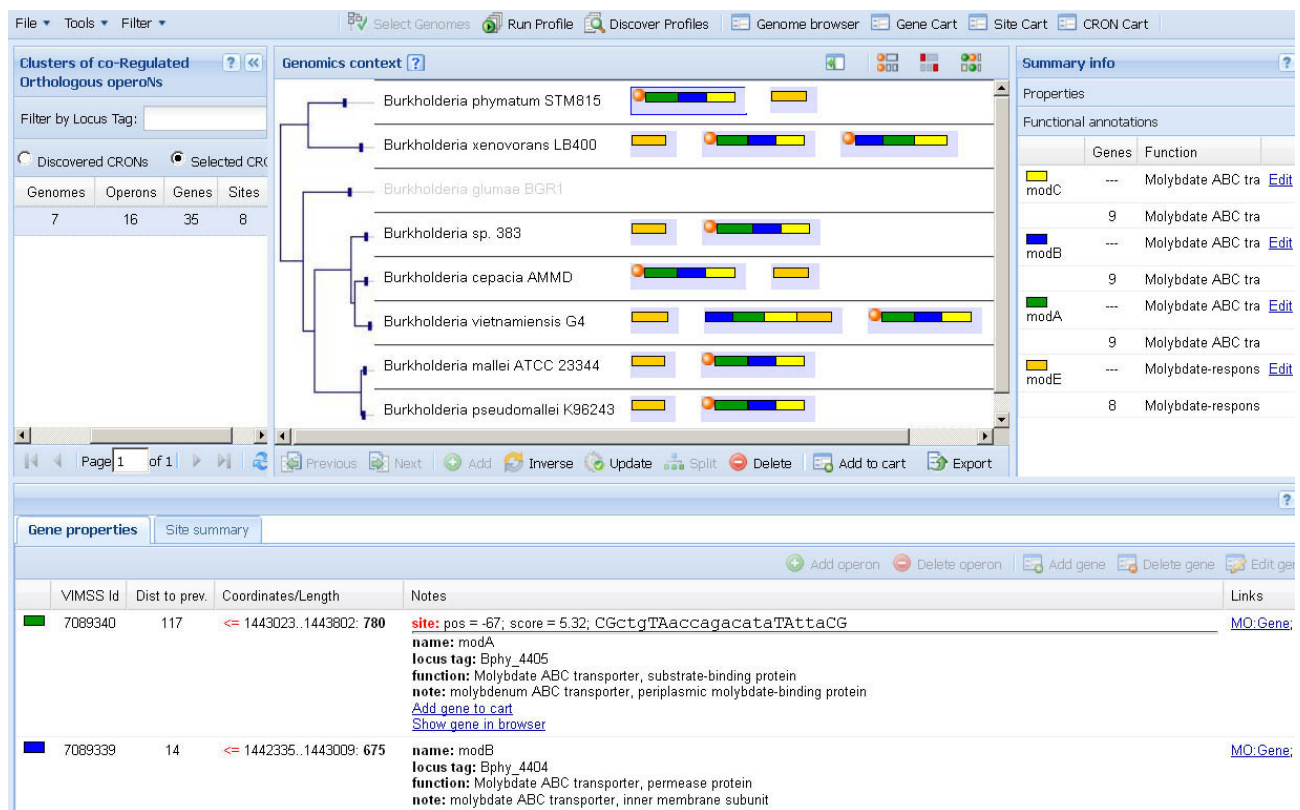 File Tools Filter Select Genomes Run Profile Discover Profiles Genome browser Gene Cart Site Cart CRON Cart
Clusters of co-Regulated Orthologous operoNs ?
Filter by Locus Tag:
Discovered CRONs Selected CR
Genomes Operons Genes Sites
7 16 35 8
Page 1 of 1
Genomics context ?
Burkholderia phymatum STM815
Burkholderia xenovorans LB400
Burkholderia glumae BGR1
Burkholderia sp. 383
Burkholderia cepacia AMMD
Burkholderia vietnamiensis G4
Burkholderia mallei ATCC 23344
Burkholderia pseudomallei K96243
Previous Next Add Inverse Update Split Delete Add to cart Export
Summary info ?
Properties
Functional annotations
Genes Function
modC --- Molybdate ABC tra Edit
9 Molybdate ABC tra
modB --- Molybdate ABC tra Edit
9 Molybdate ABC tra
modA --- Molybdate ABC tra Edit
9 Molybdate ABC tra
modE --- Molybdate-respons Edit
8 Molybdate-respons
?
Gene properties Site summary
Add operon Delete operon Add gene Delete gene Edit ger
VIMSS Id Dist to prev. Coordinates/Length Notes Links
7089340 117 <= 1443023..1443802: 780 site: pos = -67; score = 5.32; CGctgTAaccagacataTAttaCG MO:Gene;
name: modA
locus tag: Bphy_4405
function: Molybdate ABC transporter, substrate-binding protein
note: molybdenum ABC transporter, periplasmic molybdate-binding protein
Add gene to cart
Show gene in browser
7089339 14 <= 1442335..1443009: 675 name: modB MO:Gene;
locus tag: Bphy_4404
function: Molybdate ABC transporter, permease protein
note: molybdate ABC transporter, inner membrane subunit